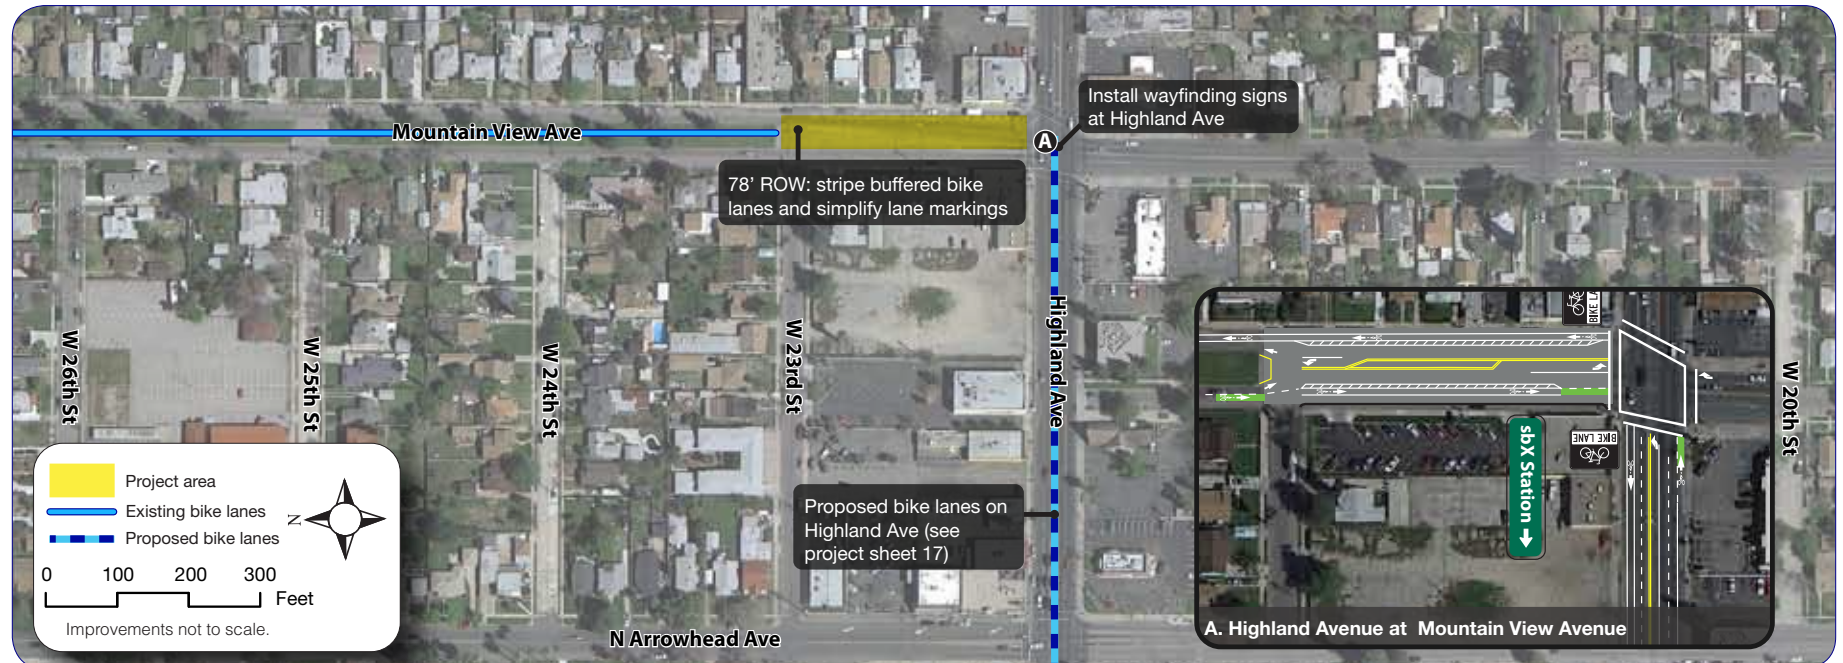 Install wayfinding signs
at Highland Ave
Mountain View Ave
A
78’ ROW: stripe buffered bike
lanes and simplify lane markings
W 26th St
W 25th St
W 24th St
W 23rd St
Highland Ave
W 20th St
Proposed bike lanes on
Highland Ave (see
project sheet 17)
N Arrowhead Ave
Project area
Existing bike lanes
Proposed bike lanes
N
0 100 200 300 Feet
Improvements not to scale.
BIKE LA
BIKE LANE
sbX Station
A. Highland Avenue at Mountain View Avenue